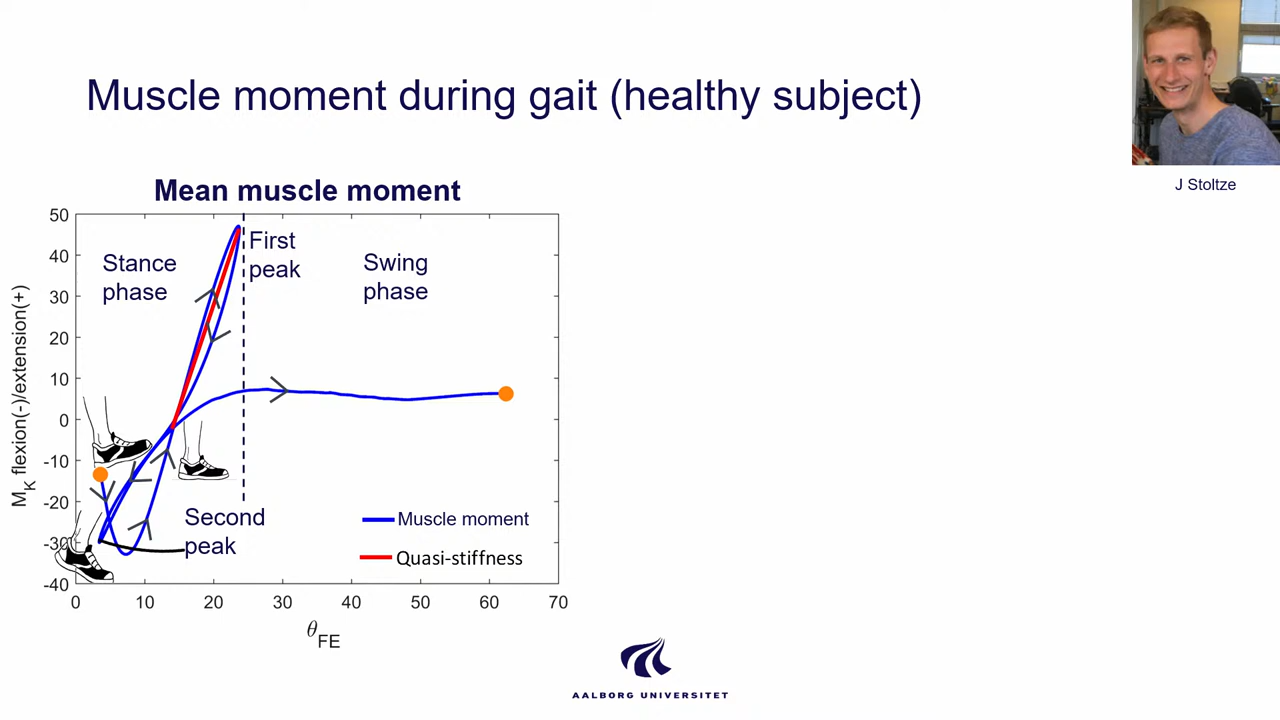 Muscle moment during gait (healthy subject)
J Stoltze
Mean muscle moment
50
40
30
20
10
0
-10
-20
-30
-40
0 10 20 30 40 50 60 70
M_K flexion(-)/extension(+)
θ_FE
Stance
phase
First
peak
Swing
phase
Second
peak
Muscle moment
Quasi-stiffness
AALBORG UNIVERSITET